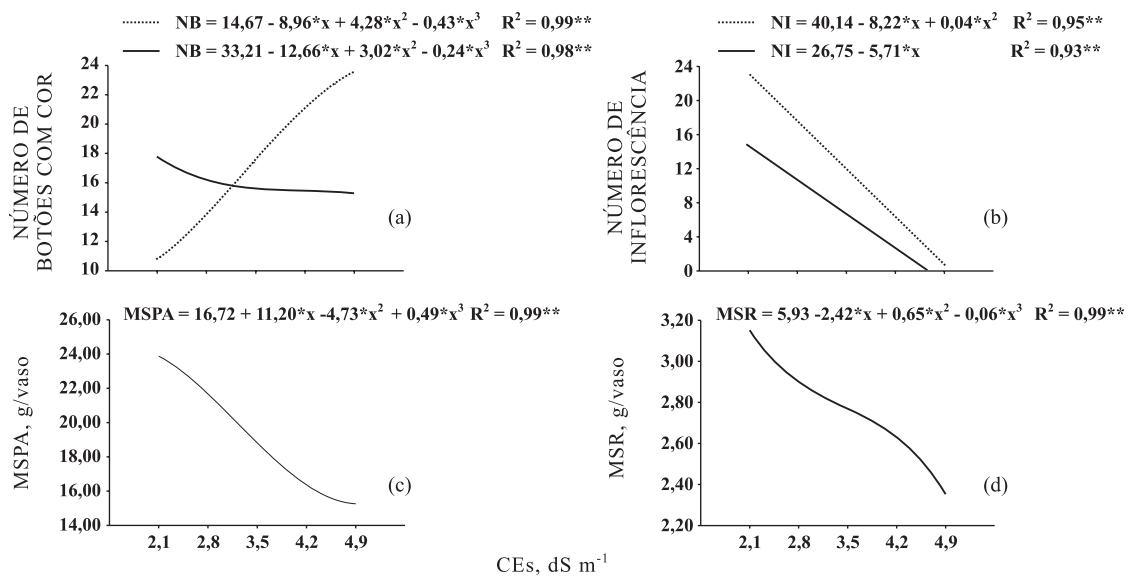 NB = 14,67 - 8,96*x + 4,28*x² - 0,43*x³ R² = 0,99**
NB = 33,21 - 12,66*x + 3,02*x² - 0,24*x³ R² = 0,98**
NÚMERO DE
BOTÕES COM COR
24
22
20
18
16
14
12
10
(a)
NI = 40,14 - 8,22*x + 0,04*x² R² = 0,95**
NI = 26,75 - 5,71*x R² = 0,93**
NÚMERO DE
INFLORESCÊNCIA
24
20
16
12
8
4
0
(b)
MSPA = 16,72 + 11,20*x -4,73*x² + 0,49*x³ R² = 0,99**
MSPA, g/vaso
26,00
24,00
22,00
20,00
18,00
16,00
14,00
(c)
2,1 2,8 3,5 4,2 4,9
MSR = 5,93 -2,42*x + 0,65*x² - 0,06*x³ R² = 0,99**
MSR, g/vaso
3,20
3,00
2,80
2,60
2,40
2,20
(d)
2,1 2,8 3,5 4,2 4,9
CEs, dS m⁻¹